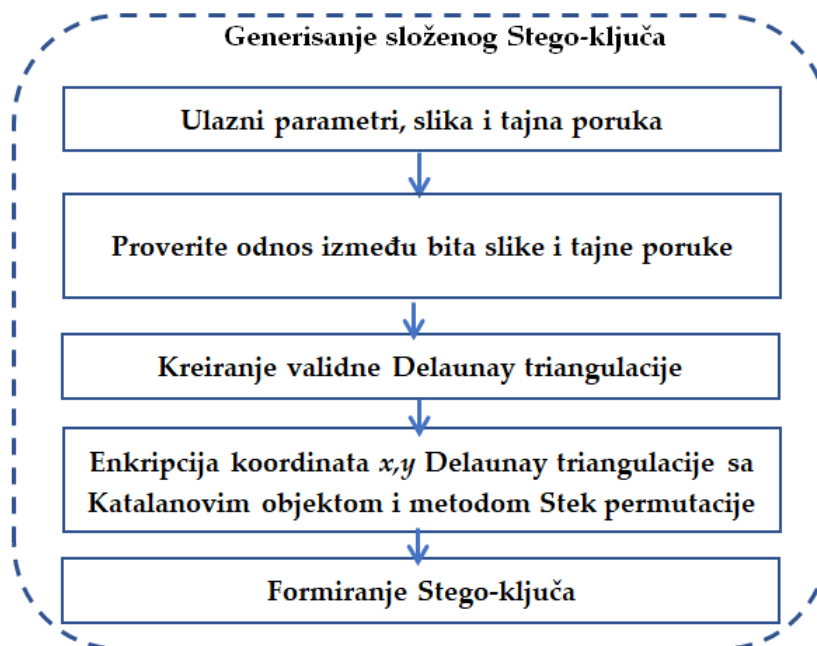 Generisanje složenog Stego-ključa
Ulazni parametri, slika i tajna poruka
Proverite odnos između bita slike i tajne poruke
Kreiranje validne Delaunay triangulacije
Enkripcija koordinata x,y Delaunay triangulacije sa
Katalanovim objektom i metodom Stek permutacije
Formiranje Stego-ključa